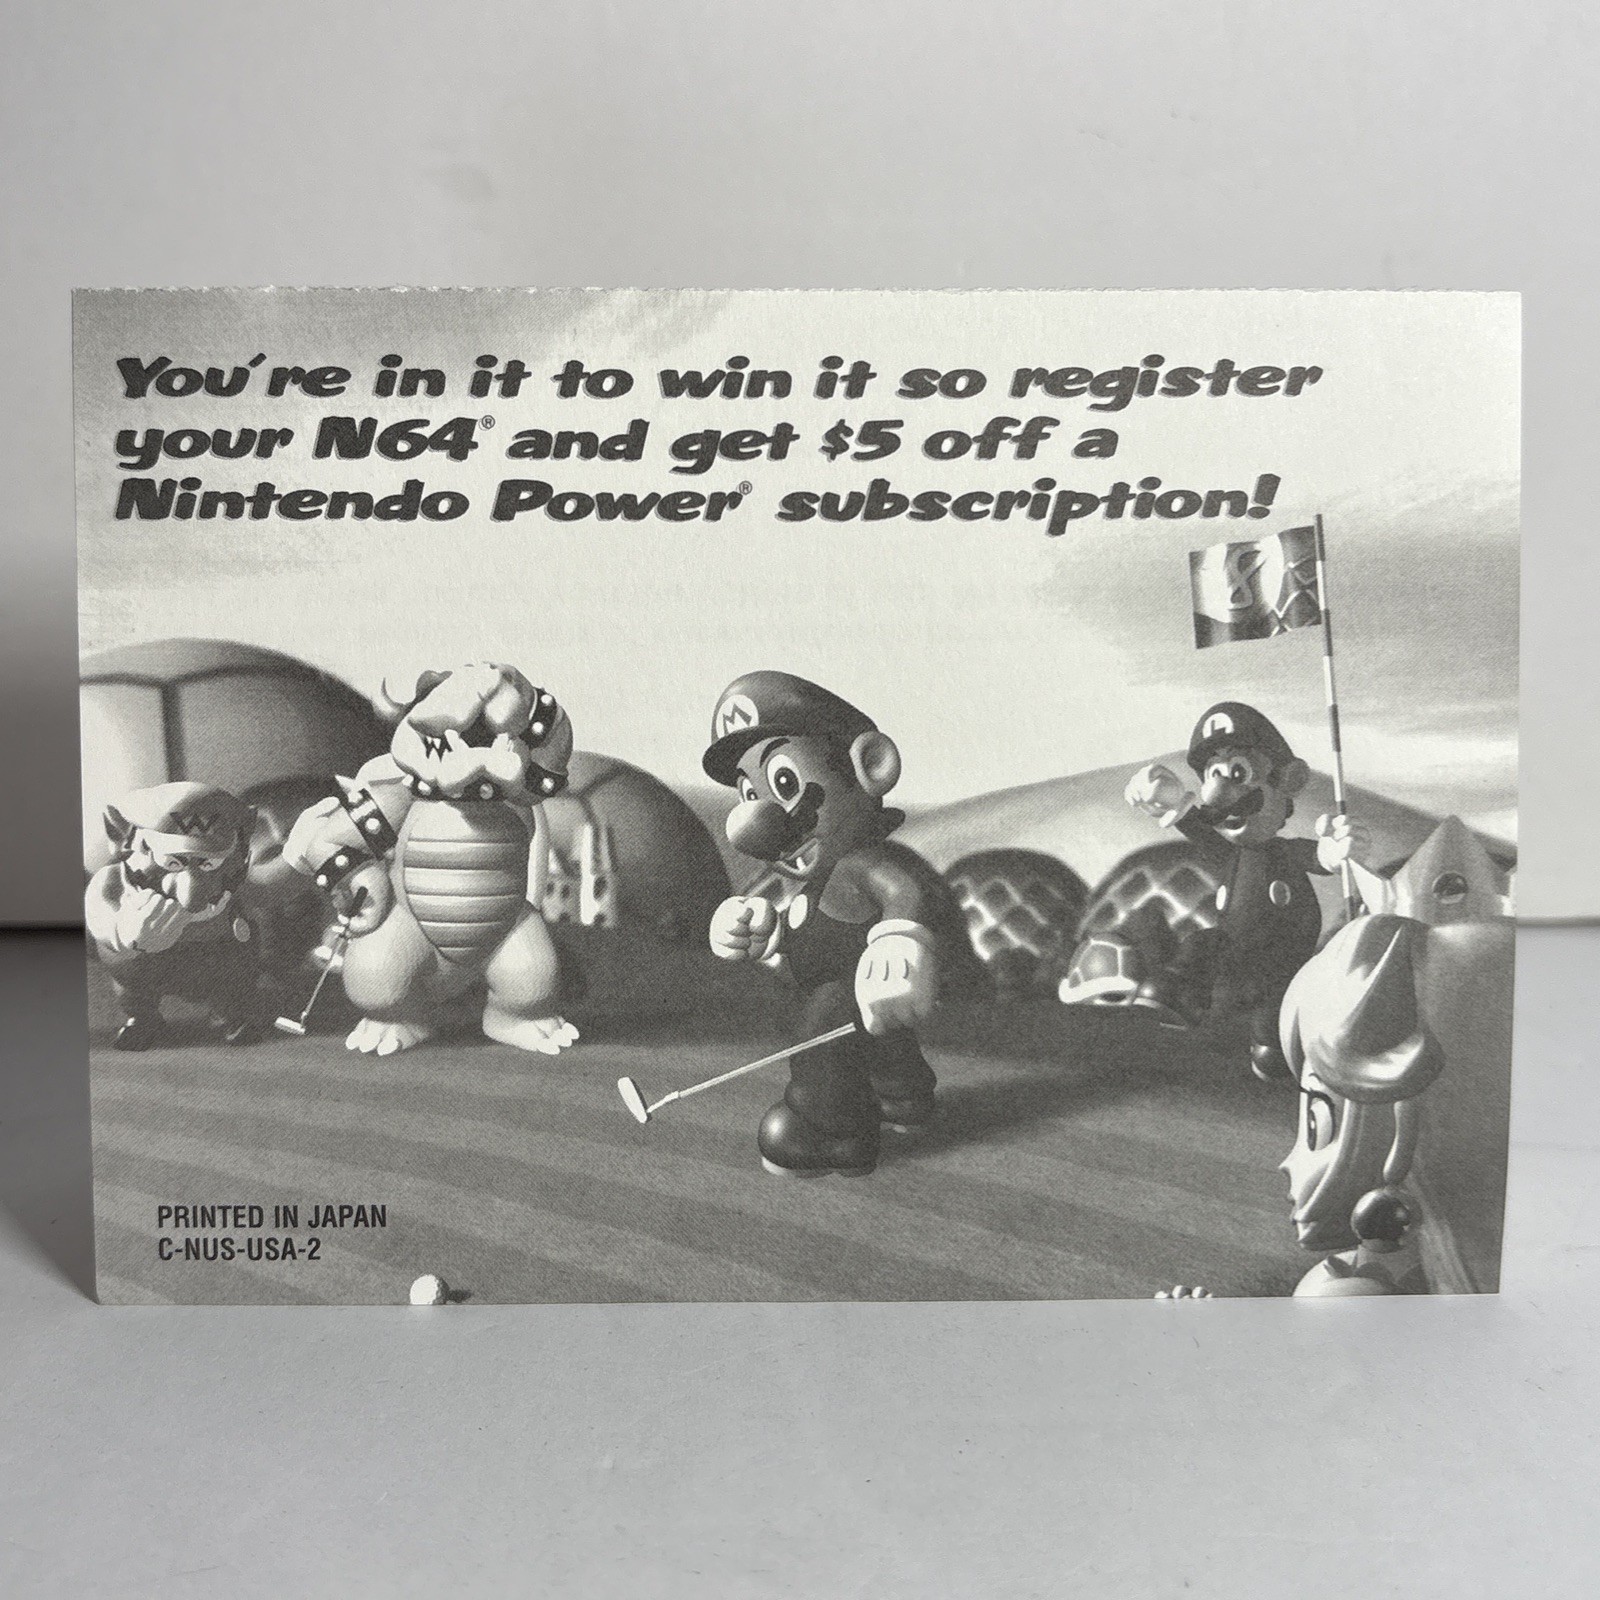 You're in it to win it so register
your N64® and get $5 off a
Nintendo Power® subscription!
18
M
L
W
PRINTED IN JAPAN
C-NUS-USA-2